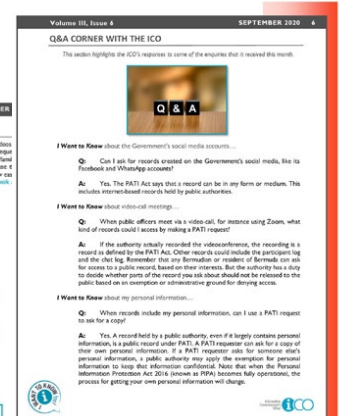 Volume III, Issue 6 SEPTEMBER 2020 6
Q&A CORNER WITH THE ICO
This section highlights the ICO's responses to some of the enquiries that it received this month.
Q & A
I Want to Know about the Government's social media accounts…
Q: Can I ask for records created on the Government's social media, like its
Facebook and WhatsApp accounts?
A: Yes. The PATI Act says that a record can be in any form or medium. This
includes internet-based records held by public authorities.
I Want to Know about video-call meetings…
Q: When public officers meet via a video-call, for instance using Zoom, what
kind of records could I access by making a PATI request?
A: If the authority actually recorded the videoconference, the recording is a
record as defined by the PATI Act. Other records could include the participant log
and the chat log. Remember that any Bermudian or resident of Bermuda can ask
for access to a public record, based on their interests. But the authority has a duty
to decide whether parts of the record you ask about should not be released to the
public based on an exemption or administrative ground for denying access.
I Want to Know about my personal information…
Q: When records include my personal information, can I use a PATI request
to ask for a copy?
A: Yes. A record held by a public authority, even if it largely contains personal
information, is a public record under PATI. A PATI requester can ask for a copy of
their own personal information. If a PATI requester asks for someone else's
personal information, a public authority may apply the exemption for personal
information to keep that information confidential. Note that when the Personal
Information Protection Act 2016 (known as PIPA) becomes fully operational, the
process for getting your own personal information will change.
ico